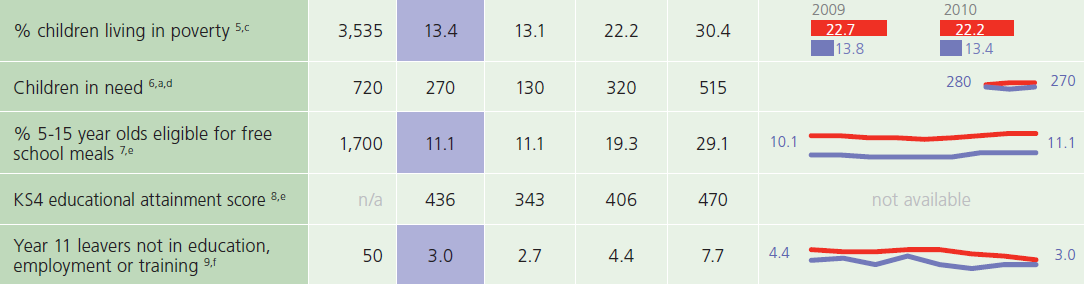 2009 2010
% children living in poverty 5,c 3,535 13.4 13.1 22.2 30.4 22.7 22.2
13.8 13.4
Children in need 6,a,d 720 270 130 320 515 280 270
% 5-15 year olds eligible for free
school meals 7,e 1,700 11.1 11.1 19.3 29.1 10.1 11.1
KS4 educational attainment score 8,e n/a 436 343 406 470 not available
Year 11 leavers not in education,
employment or training 9,f 50 3.0 2.7 4.4 7.7 4.4 3.0